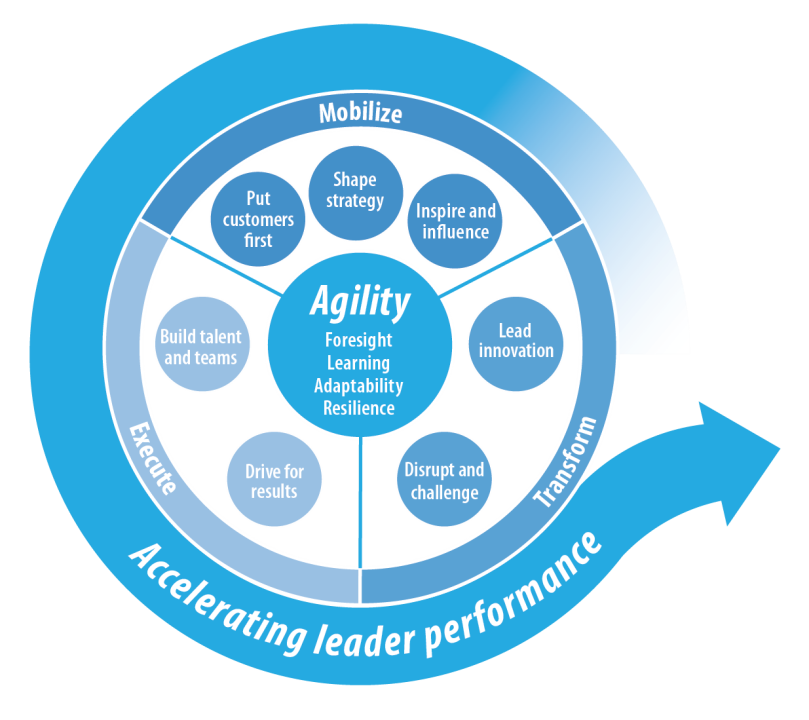 Mobilize
Put
customers
first
Shape
strategy
Inspire and
influence
Agility
Foresight
Learning
Adaptability
Resilience
Build talent
and teams
Lead
innovation
Execute
Drive for
results
Disrupt and
challenge
Transform
Accelerating leader performance